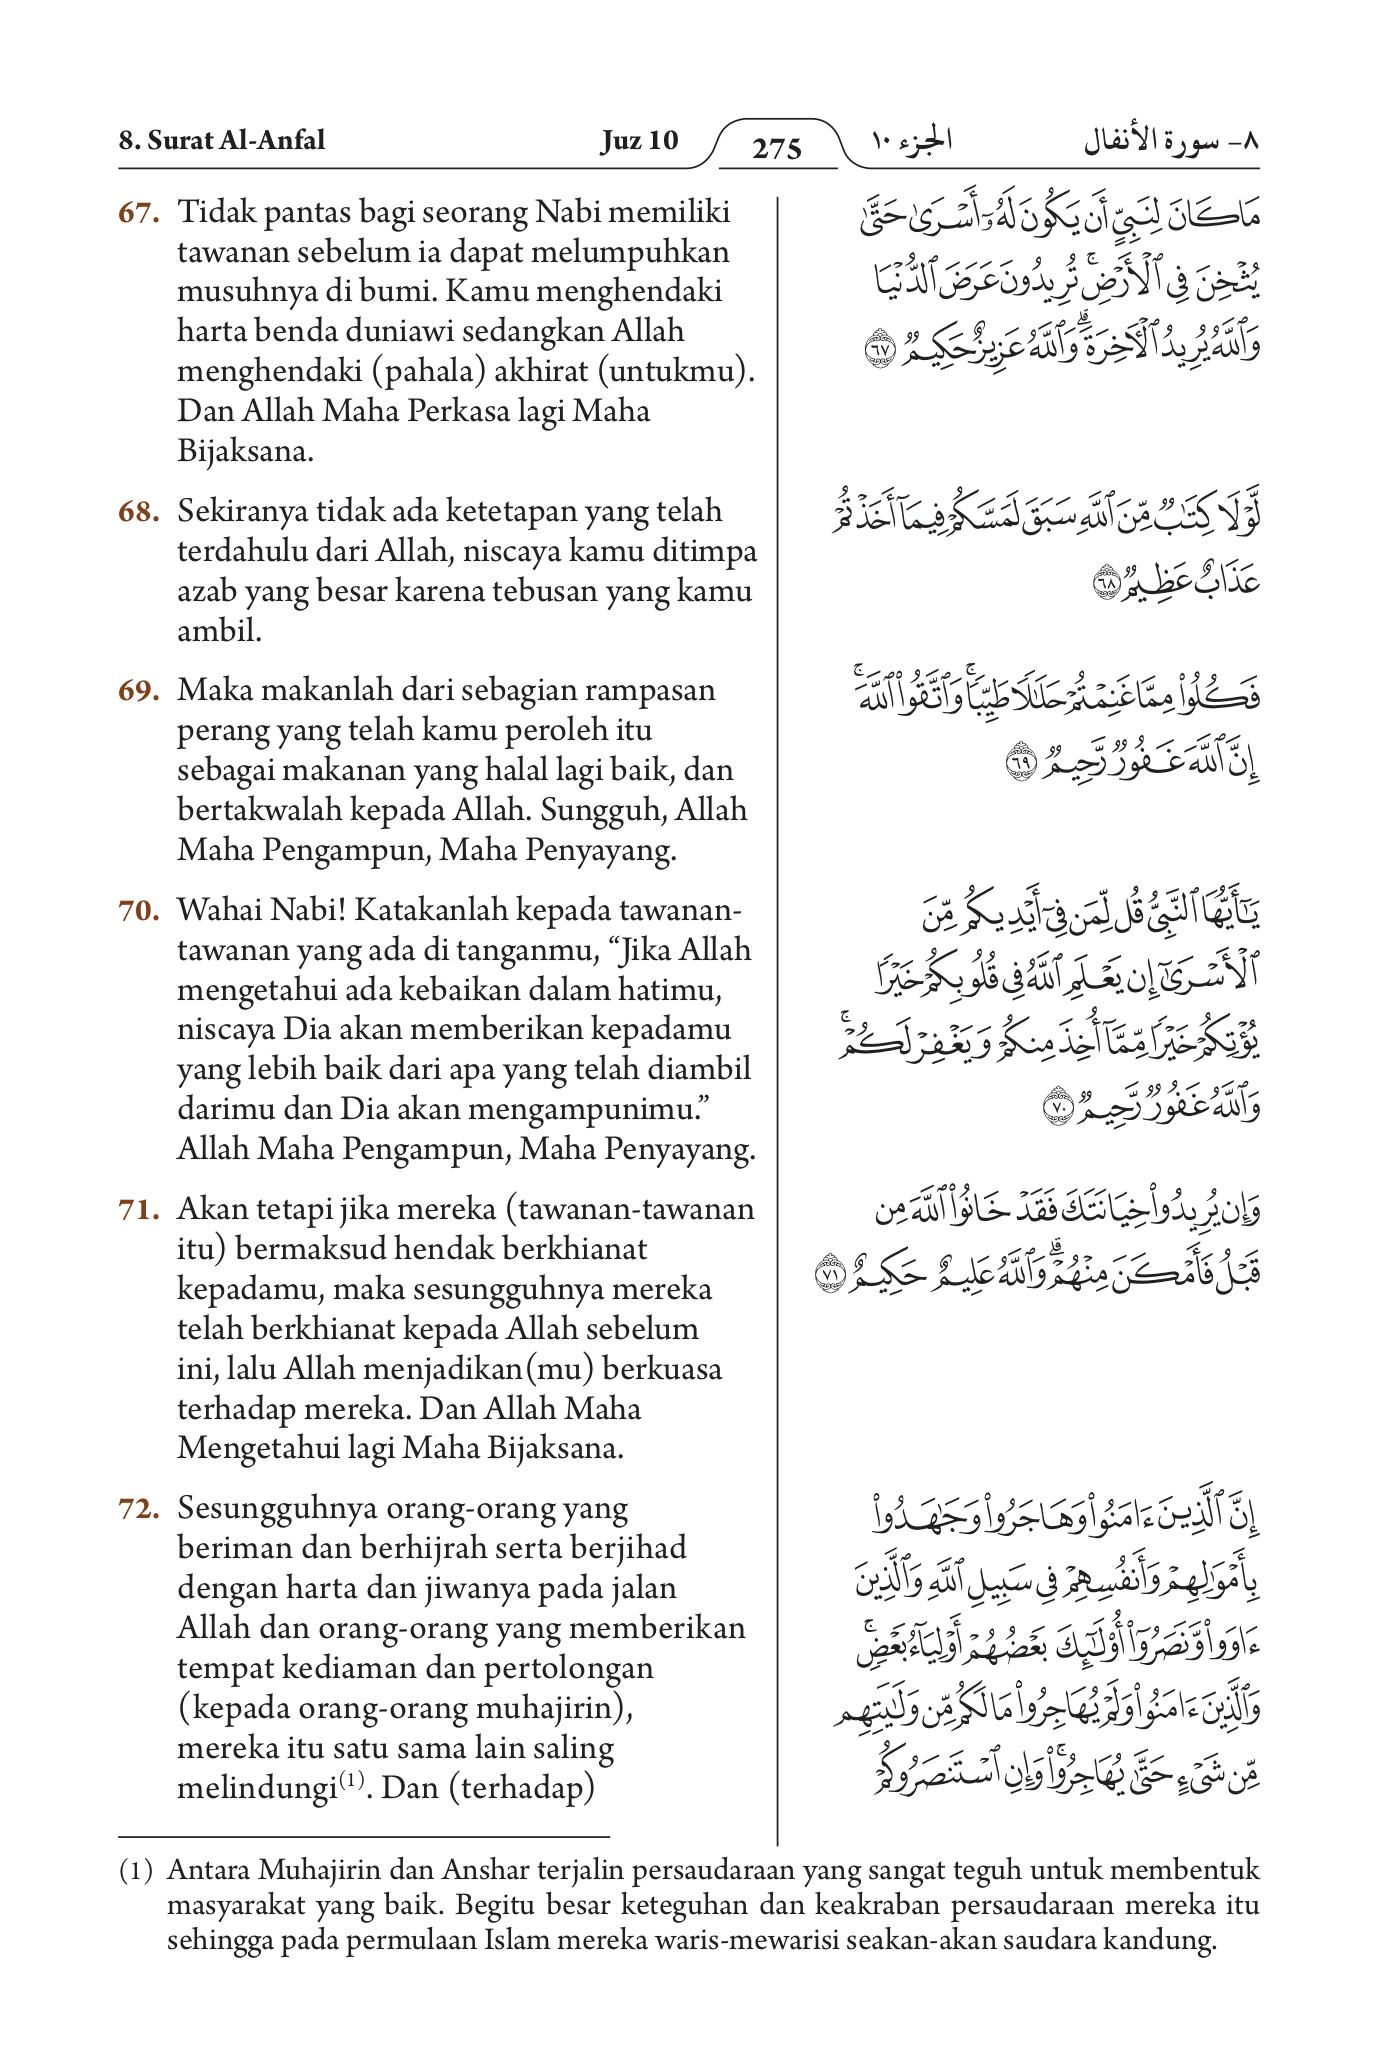 8. Surat Al-Anfal Juz 10 275 الجزء ١٠ ٨- سورة الأنفال
67. Tidak pantas bagi seorang Nabi memiliki
tawanan sebelum ia dapat melumpuhkan
musuhnya di bumi. Kamu menghendaki
harta benda duniawi sedangkan Allah
menghendaki (pahala) akhirat (untukmu).
Dan Allah Maha Perkasa lagi Maha
Bijaksana.
مَا كَانَ لِنَبِيٍّ أَن يَكُونَ لَهُۥٓ أَسْرَىٰ حَتَّىٰ
يُثْخِنَ فِى ٱلْأَرْضِ ۚ تُرِيدُونَ عَرَضَ ٱلدُّنْيَا
وَٱللَّهُ يُرِيدُ ٱلْـَٔاخِرَةَ ۗ وَٱللَّهُ عَزِيزٌ حَكِيمٌ ٦٧
68. Sekiranya tidak ada ketetapan yang telah
terdahulu dari Allah, niscaya kamu ditimpa
azab yang besar karena tebusan yang kamu
ambil.
لَّوْلَا كِتَٰبٌ مِّنَ ٱللَّهِ سَبَقَ لَمَسَّكُمْ فِيمَآ أَخَذْتُمْ
عَذَابٌ عَظِيمٌ ٦٨
69. Maka makanlah dari sebagian rampasan
perang yang telah kamu peroleh itu
sebagai makanan yang halal lagi baik, dan
bertakwalah kepada Allah. Sungguh, Allah
Maha Pengampun, Maha Penyayang.
فَكُلُوا۟ مِمَّا غَنِمْتُمْ حَلَٰلًا طَيِّبًا ۚ وَٱتَّقُوا۟ ٱللَّهَ ۚ
إِنَّ ٱللَّهَ غَفُورٌ رَّحِيمٌ ٦٩
70. Wahai Nabi! Katakanlah kepada tawanan-
tawanan yang ada di tanganmu, “Jika Allah
mengetahui ada kebaikan dalam hatimu,
niscaya Dia akan memberikan kepadamu
yang lebih baik dari apa yang telah diambil
darimu dan Dia akan mengampunimu.”
Allah Maha Pengampun, Maha Penyayang.
يَٰٓأَيُّهَا ٱلنَّبِىُّ قُل لِّمَن فِىٓ أَيْدِيكُم مِّنَ
ٱلْأَسْرَىٰٓ إِن يَعْلَمِ ٱللَّهُ فِى قُلُوبِكُمْ خَيْرًا
يُؤْتِكُمْ خَيْرًا مِّمَّآ أُخِذَ مِنكُمْ وَيَغْفِرْ لَكُمْ ۚ
وَٱللَّهُ غَفُورٌ رَّحِيمٌ ٧٠
71. Akan tetapi jika mereka (tawanan-tawanan
itu) bermaksud hendak berkhianat
kepadamu, maka sesungguhnya mereka
telah berkhianat kepada Allah sebelum
ini, lalu Allah menjadikan(mu) berkuasa
terhadap mereka. Dan Allah Maha
Mengetahui lagi Maha Bijaksana.
وَإِن يُرِيدُوا۟ خِيَانَتَكَ فَقَدْ خَانُوا۟ ٱللَّهَ مِن
قَبْلُ فَأَمْكَنَ مِنْهُمْ ۗ وَٱللَّهُ عَلِيمٌ حَكِيمٌ ٧١
72. Sesungguhnya orang-orang yang
beriman dan berhijrah serta berjihad
dengan harta dan jiwanya pada jalan
Allah dan orang-orang yang memberikan
tempat kediaman dan pertolongan
(kepada orang-orang muhajirin),
mereka itu satu sama lain saling
melindungi(1). Dan (terhadap)
إِنَّ ٱلَّذِينَ ءَامَنُوا۟ وَهَاجَرُوا۟ وَجَٰهَدُوا۟
بِأَمْوَٰلِهِمْ وَأَنفُسِهِمْ فِى سَبِيلِ ٱللَّهِ وَٱلَّذِينَ
ءَاوَوا۟ وَّنَصَرُوٓا۟ أُو۟لَٰٓئِكَ بَعْضُهُمْ أَوْلِيَآءُ بَعْضٍ ۚ
وَٱلَّذِينَ ءَامَنُوا۟ وَلَمْ يُهَاجِرُوا۟ مَا لَكُم مِّن وَلَٰيَتِهِم
مِّن شَىْءٍ حَتَّىٰ يُهَاجِرُوا۟ ۚ وَإِنِ ٱسْتَنصَرُوكُمْ
(1) Antara Muhajirin dan Anshar terjalin persaudaraan yang sangat teguh untuk membentuk
masyarakat yang baik. Begitu besar keteguhan dan keakraban persaudaraan mereka itu
sehingga pada permulaan Islam mereka waris-mewarisi seakan-akan saudara kandung.